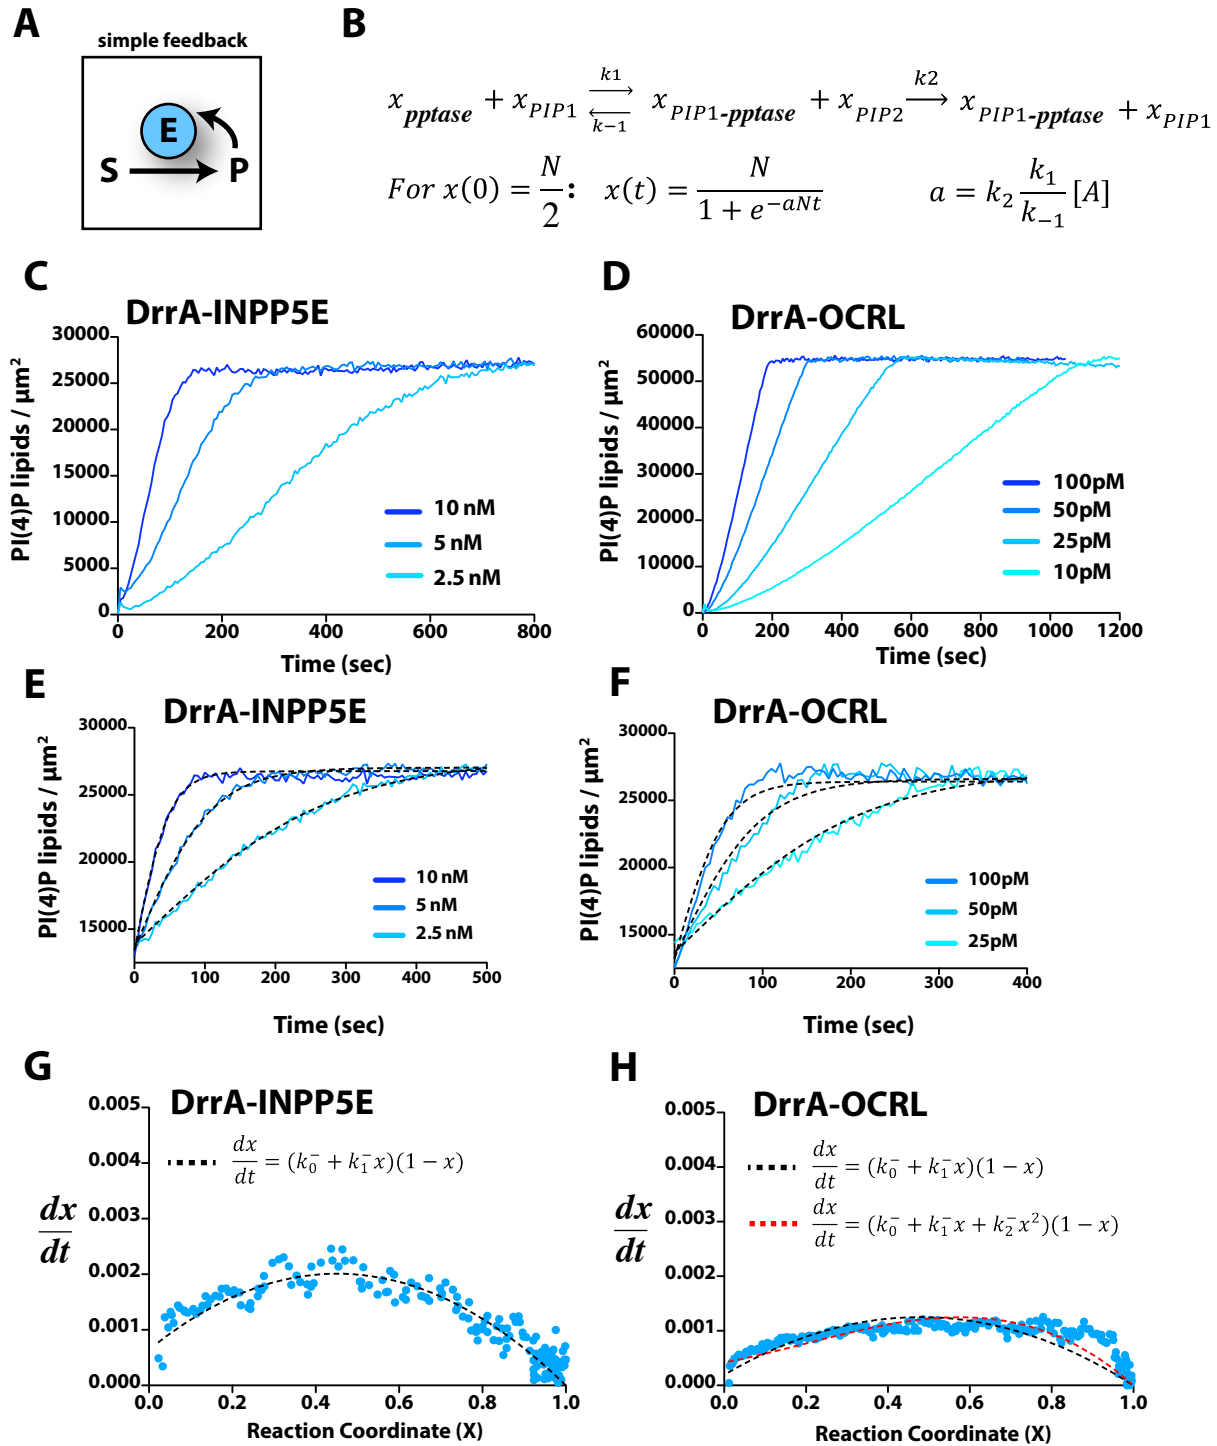 A
simple feedback
E
S
P
B
x_pptase + x_PIP1 ⇌ x_PIP1-pptase + x_PIP2 → x_PIP1-pptase + x_PIP1
k1
k−1
k2
For x(0) = N/2: x(t) = N/(1 + e^−aNt) a = k₂ k₁/k₋₁ [A]
C
DrrA-INPP5E
PI(4)P lipids / µm²
30000
25000
20000
15000
10000
5000
0
10 nM
5 nM
2.5 nM
0 200 400 600 800
Time (sec)
D
DrrA-OCRL
PI(4)P lipids / µm²
60000
50000
40000
30000
20000
10000
0
100pM
50pM
25pM
10pM
0 200 400 600 800 1000 1200
Time (sec)
E
DrrA-INPP5E
PI(4)P lipids / µm²
30000
25000
20000
15000
10 nM
5 nM
2.5 nM
0 100 200 300 400 500
Time (sec)
F
DrrA-OCRL
PI(4)P lipids / µm²
30000
25000
20000
15000
100pM
50pM
25pM
0 100 200 300 400
Time (sec)
G
DrrA-INPP5E
dx/dt = (k₀⁻ + k₁⁻x)(1 − x)
dx/dt
0.005
0.004
0.003
0.002
0.001
0.000
0.0 0.2 0.4 0.6 0.8 1.0
Reaction Coordinate (X)
H
DrrA-OCRL
dx/dt = (k₀⁻ + k₁⁻x)(1 − x)
dx/dt = (k₀⁻ + k₁⁻x + k₂⁻x²)(1 − x)
dx/dt
0.005
0.004
0.003
0.002
0.001
0.000
0.0 0.2 0.4 0.6 0.8 1.0
Reaction Coordinate (X)